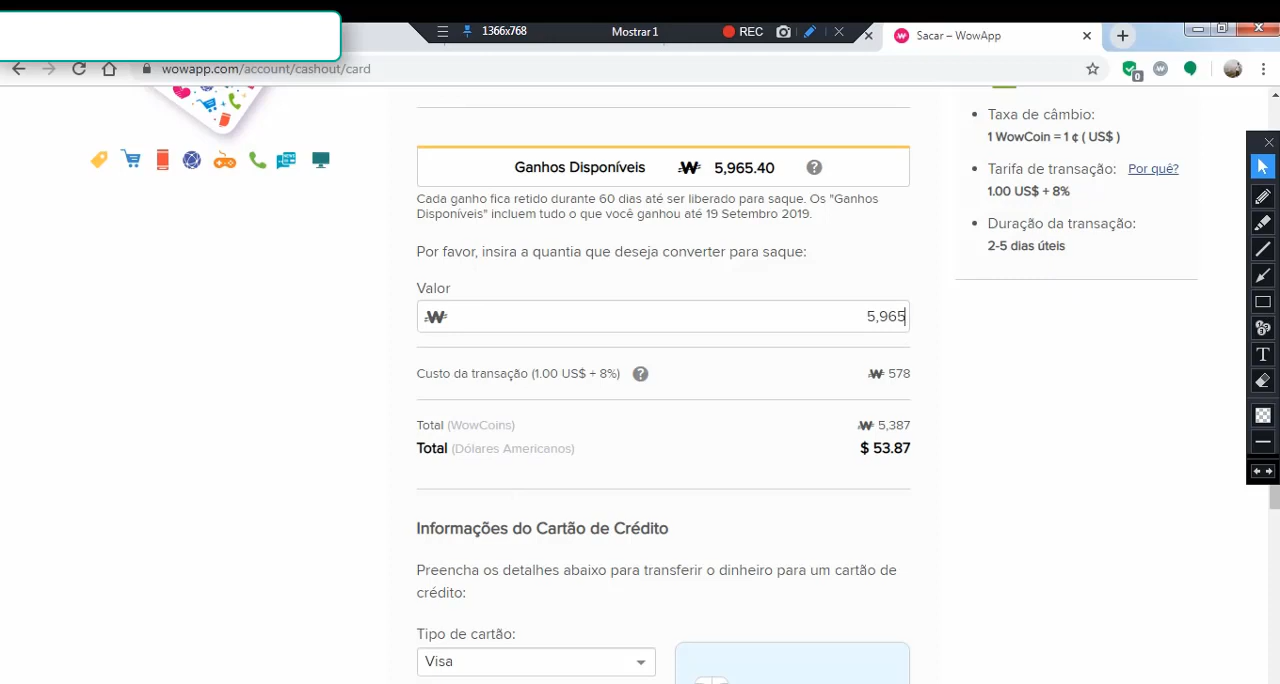 1366x768
Mostrar1
REC
Sacar – WowApp
wowapp.com/account/cashout/card
0
Ganhos Disponíveis W 5,965.40 ?
Cada ganho fica retido durante 60 dias até ser liberado para saque. Os "Ganhos
Disponíveis" incluem tudo o que você ganhou até 19 Setembro 2019.
Por favor, insira a quantia que deseja converter para saque:
Valor
W 5,965
Custo da transação (1.00 US$ + 8%) ? W 578
Total (WowCoins) W 5,387
Total (Dólares Americanos) $ 53.87
Informações do Cartão de Crédito
Preencha os detalhes abaixo para transferir o dinheiro para um cartão de
crédito:
Tipo de cartão:
Visa
Taxa de câmbio:
1 WowCoin = 1 ¢ ( US$ )
Tarifa de transação: Por quê?
1.00 US$ + 8%
Duração da transação:
2-5 dias úteis
T